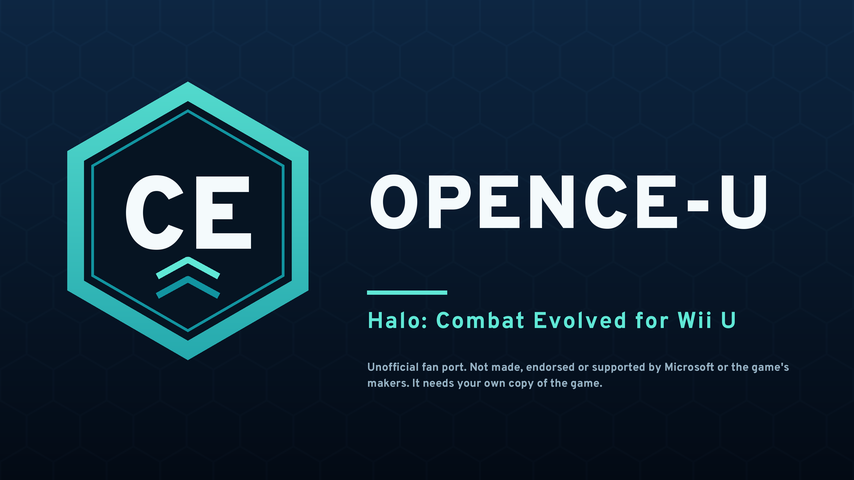 CE
OPENCE-U
Halo: Combat Evolved for Wii U
Unofficial fan port. Not made, endorsed or supported by Microsoft or the game's
makers. It needs your own copy of the game.